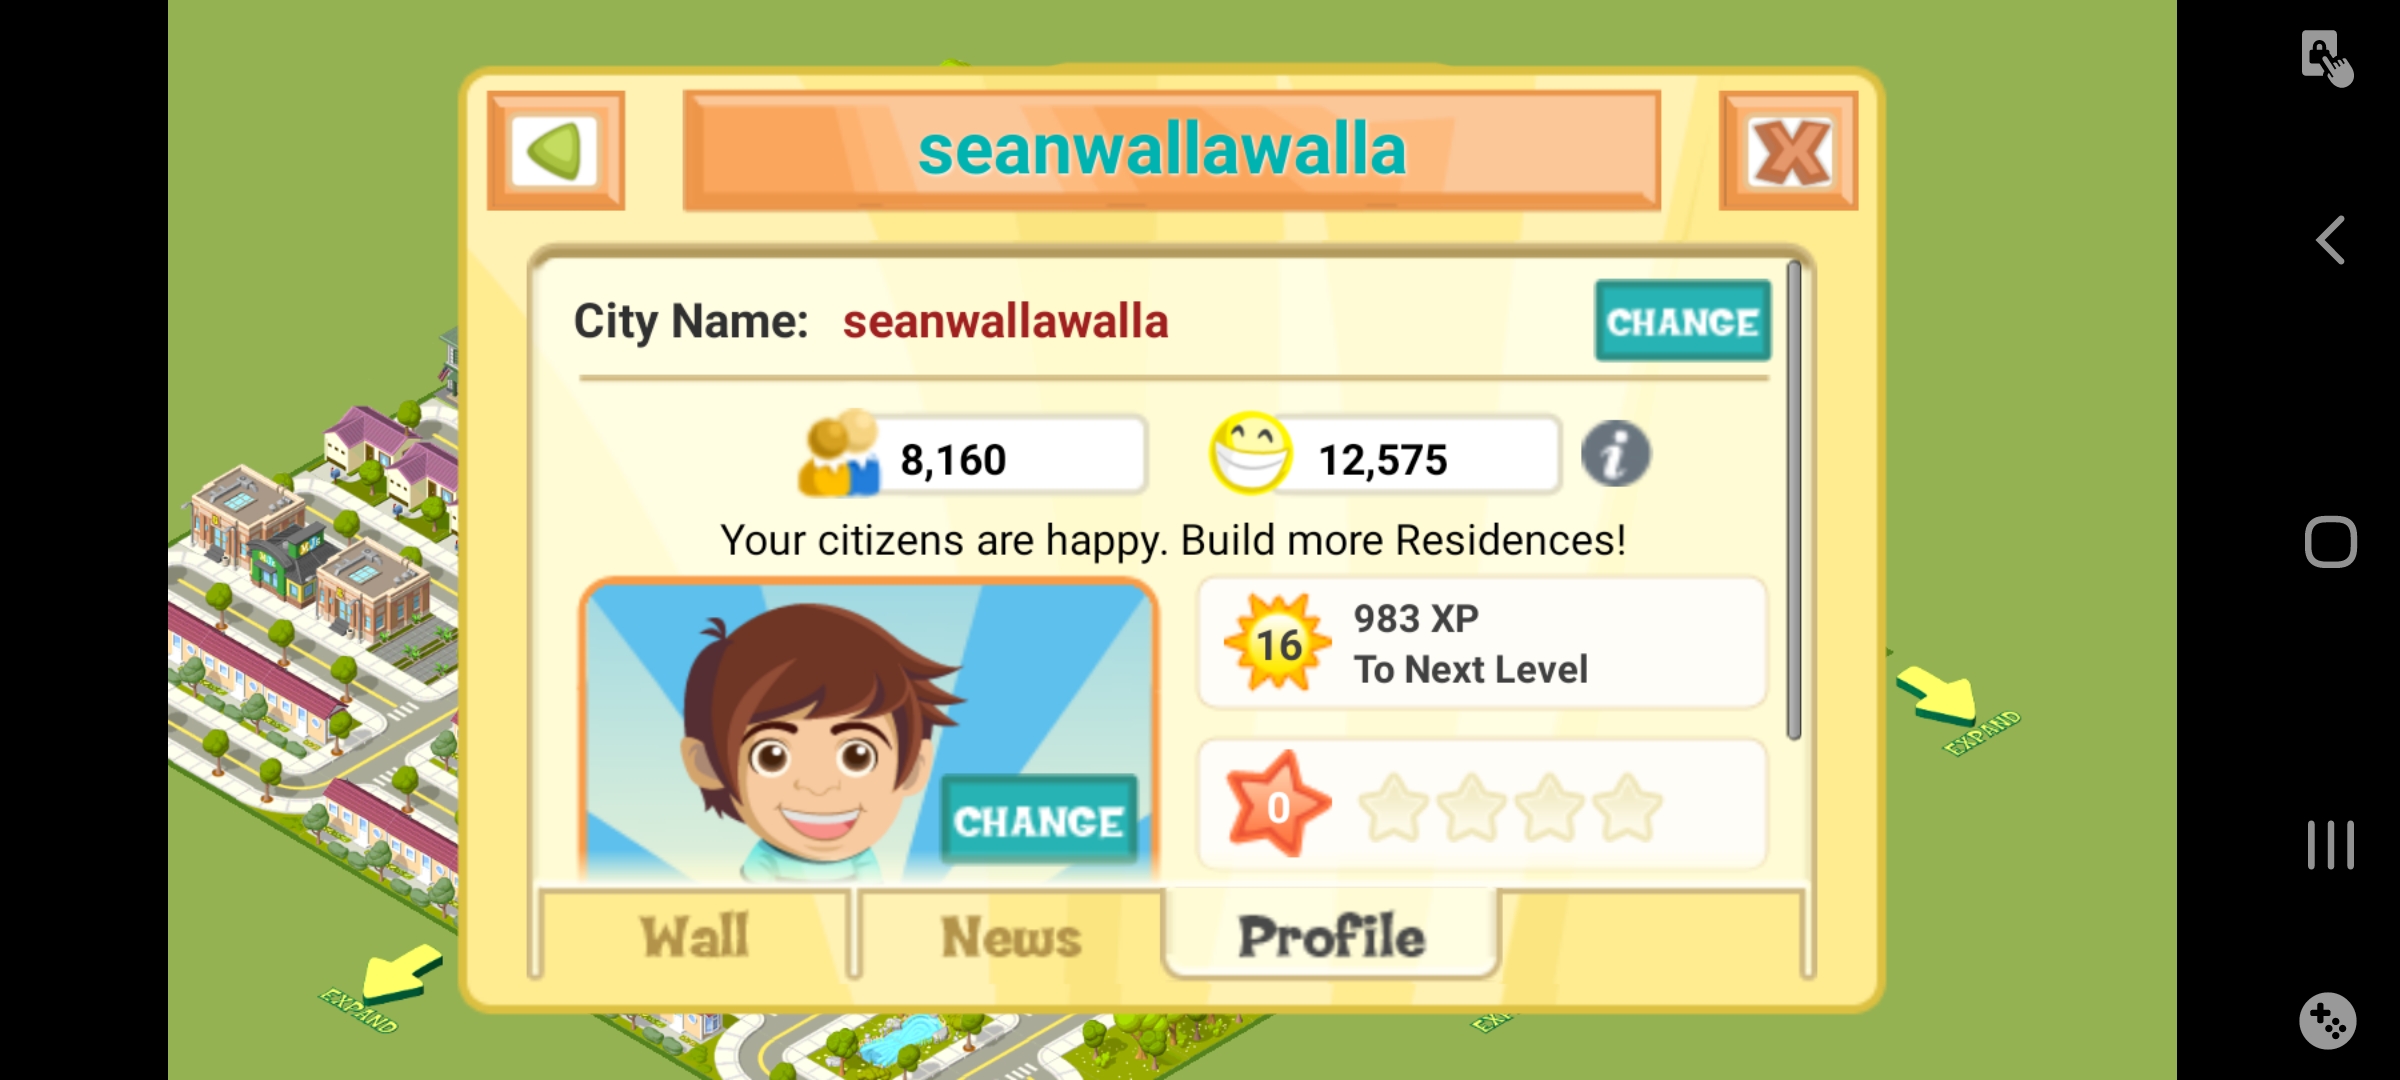 seanwallawalla
City Name: seanwallawalla
CHANGE
8,160
12,575
i
Your citizens are happy. Build more Residences!
16
983 XP
To Next Level
0
CHANGE
Wall
News
Profile
EXPAND
EXPAND